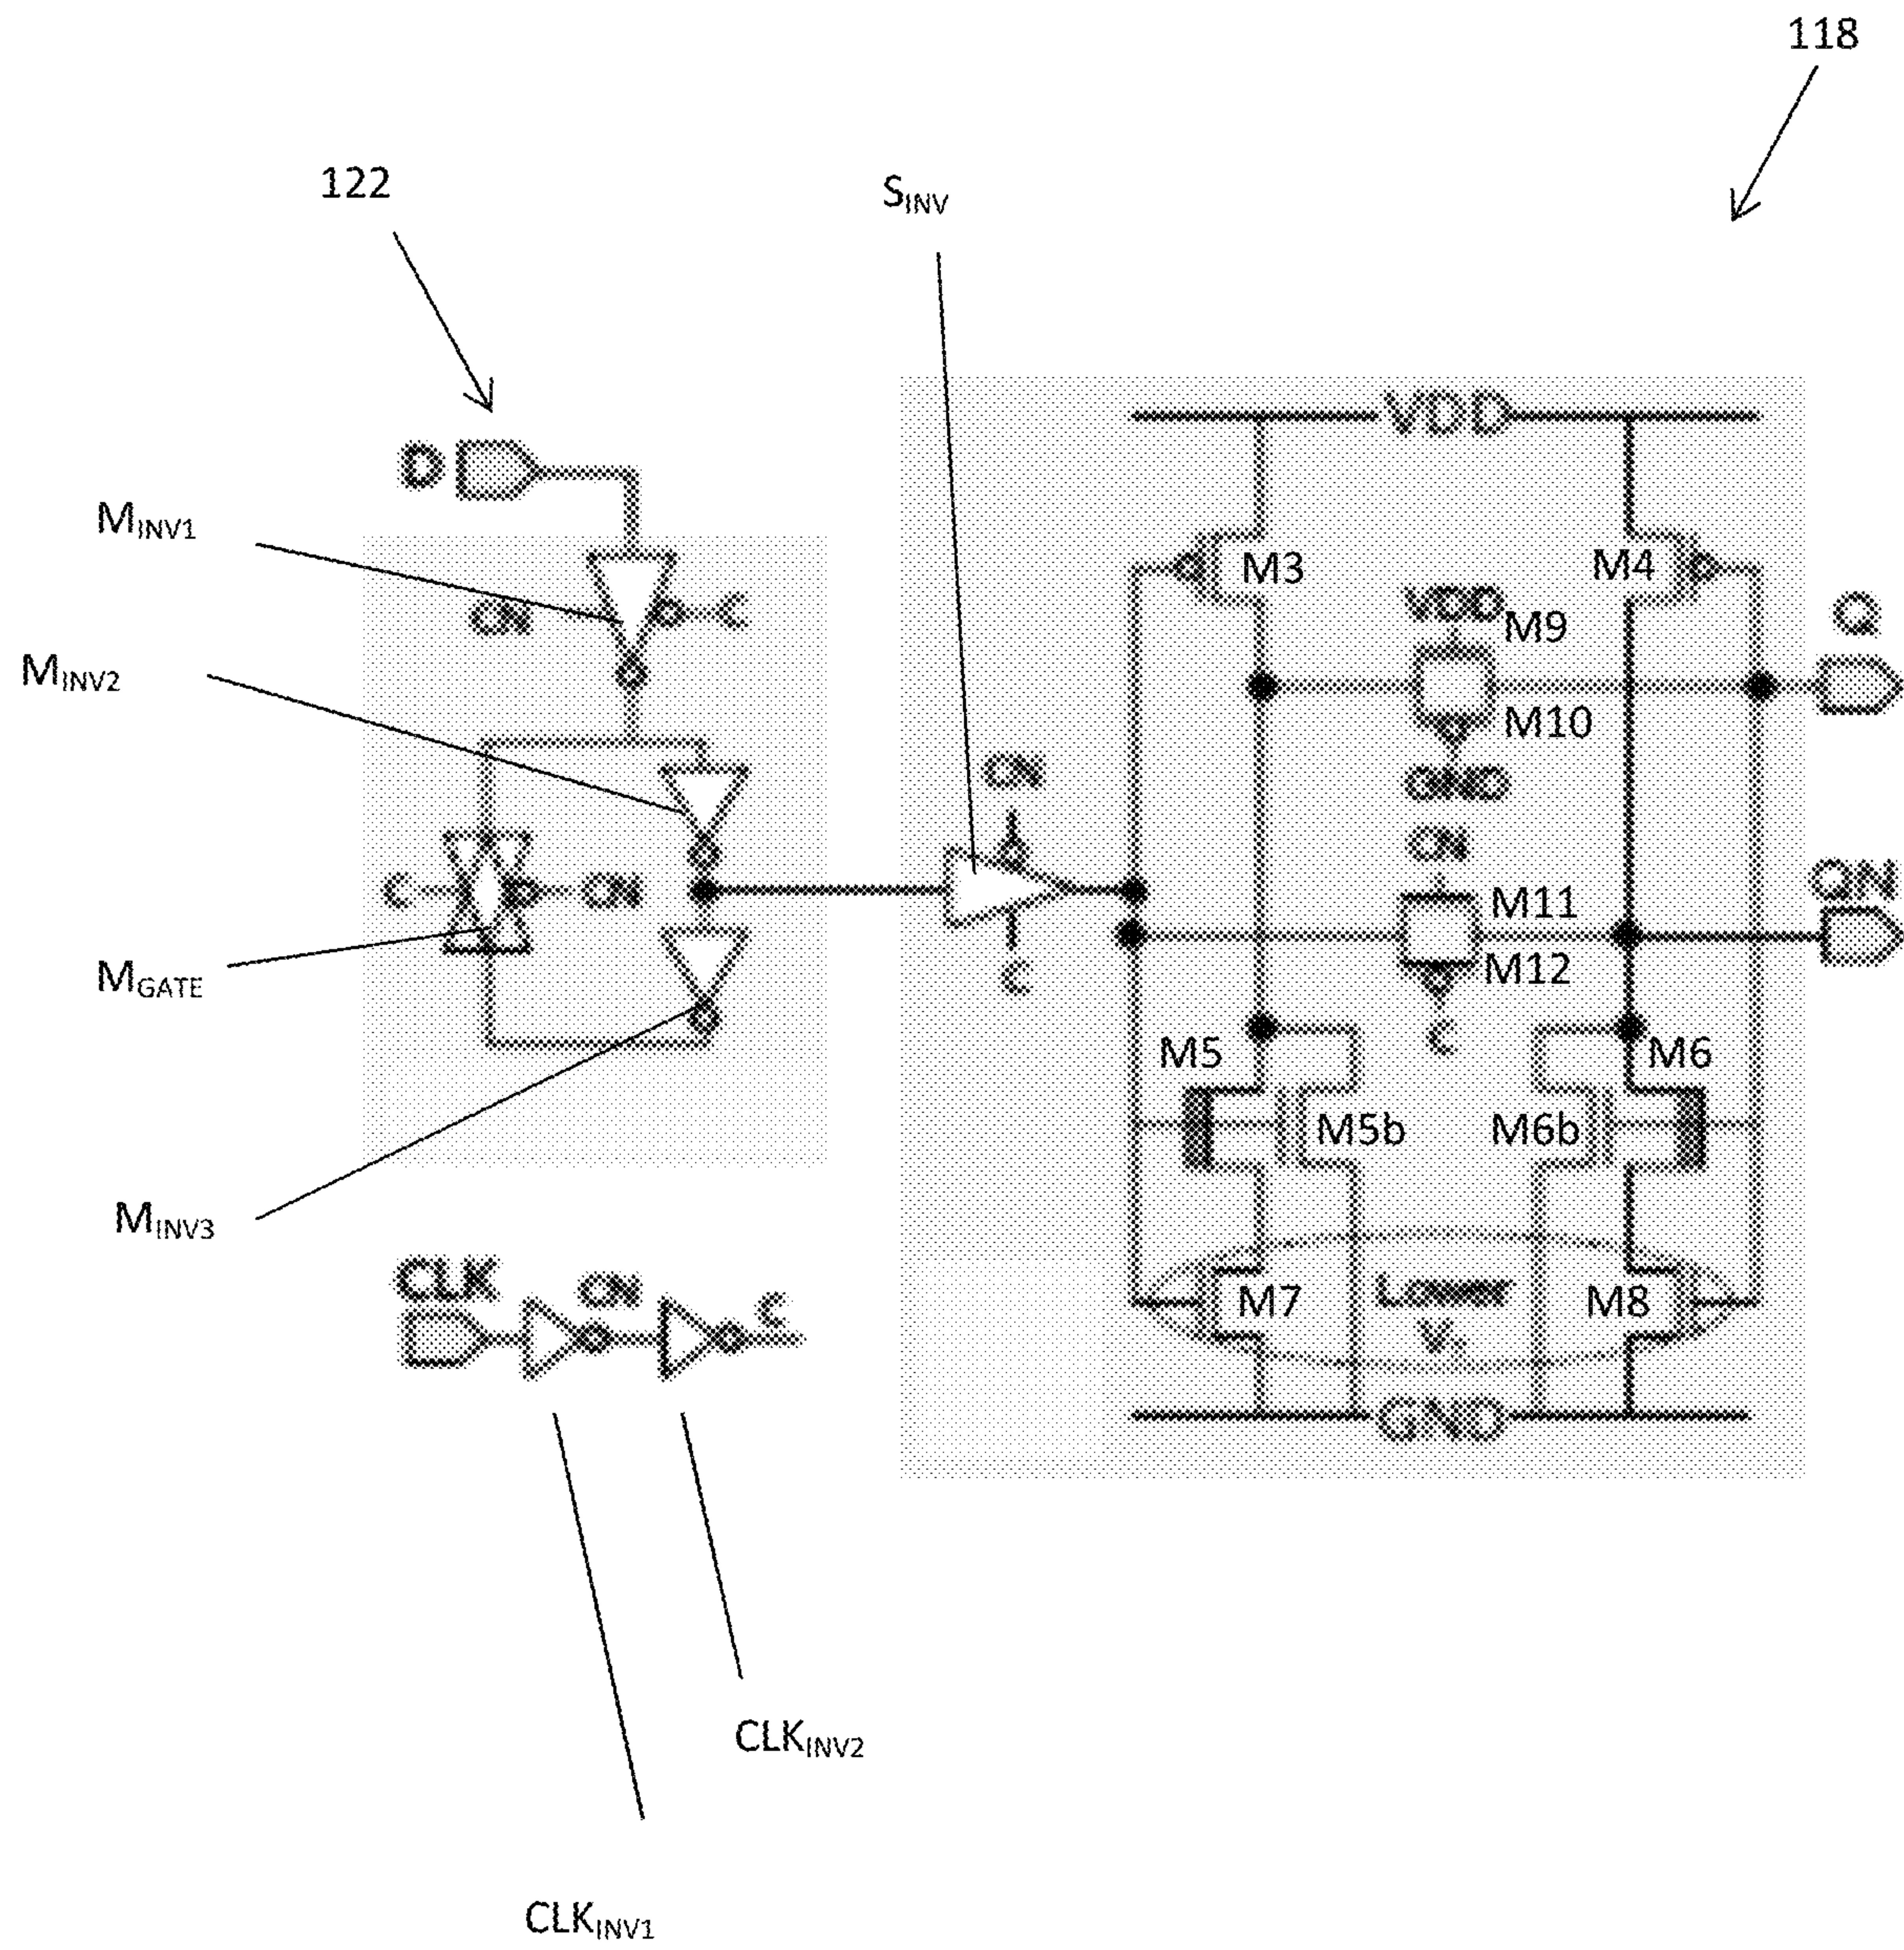 118
122
SINV
VDD
D
MINV1
M3
M4
CN
C
VDD
M9
Q
MINV2
M10
GND
CN
CN
C
CN
QN
M11
MGATE
C
M12
C
M5
M6
M5b
M6b
MINV3
CLK
CN
C
M7
Lower
M8
GND
CLKINV2
CLKINV1